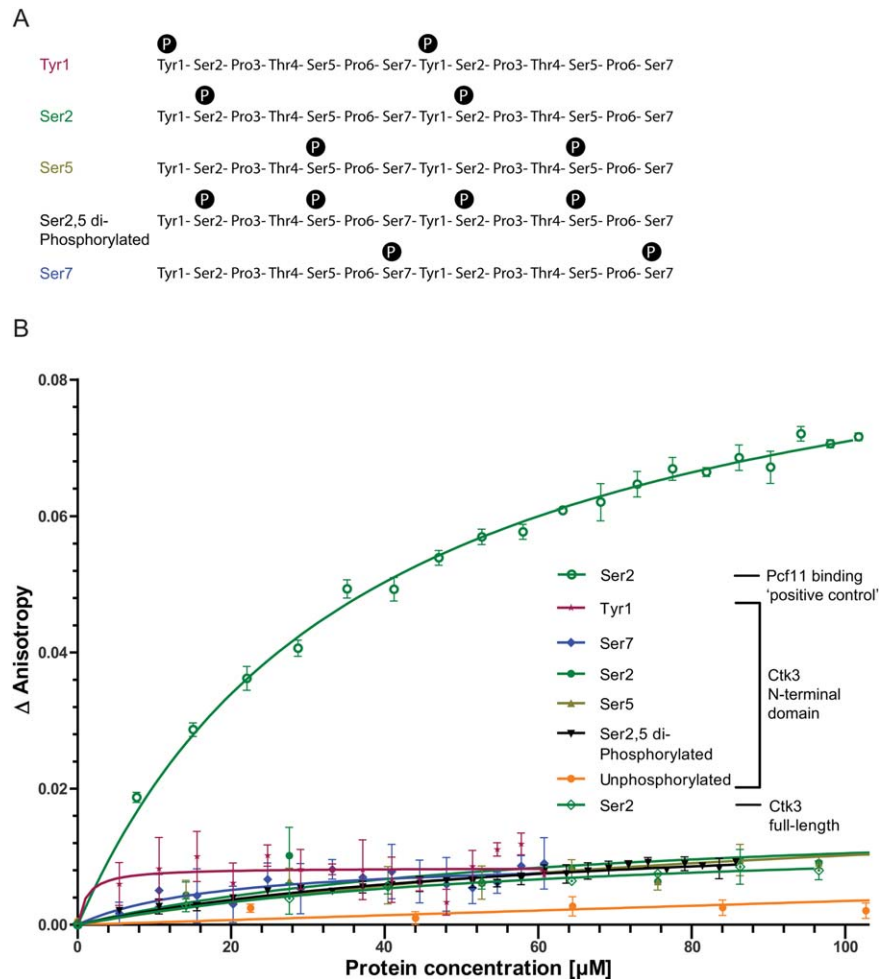 A
P P
Tyr1
Tyr1- Ser2- Pro3- Thr4- Ser5- Pro6- Ser7- Tyr1- Ser2- Pro3- Thr4- Ser5- Pro6- Ser7
P P
Ser2
Tyr1- Ser2- Pro3- Thr4- Ser5- Pro6- Ser7- Tyr1- Ser2- Pro3- Thr4- Ser5- Pro6- Ser7
P P
Ser5
Tyr1- Ser2- Pro3- Thr4- Ser5- Pro6- Ser7- Tyr1- Ser2- Pro3- Thr4- Ser5- Pro6- Ser7
P P P P
Ser2,5 di-
Phosphorylated
Tyr1- Ser2- Pro3- Thr4- Ser5- Pro6- Ser7- Tyr1- Ser2- Pro3- Thr4- Ser5- Pro6- Ser7
P P
Ser7
Tyr1- Ser2- Pro3- Thr4- Ser5- Pro6- Ser7- Tyr1- Ser2- Pro3- Thr4- Ser5- Pro6- Ser7
B
Δ Anisotropy
0.08
0.06
0.04
0.02
0.00
Ser2
Pcf11 binding
'positive control'
Tyr1
Ser7
Ser2
Ser5
Ser2,5 di-
Phosphorylated
Unphosphorylated
Ctk3
N-terminal
domain
Ser2
Ctk3
full-length
0 20 40 60 80 100
Protein concentration [µM]